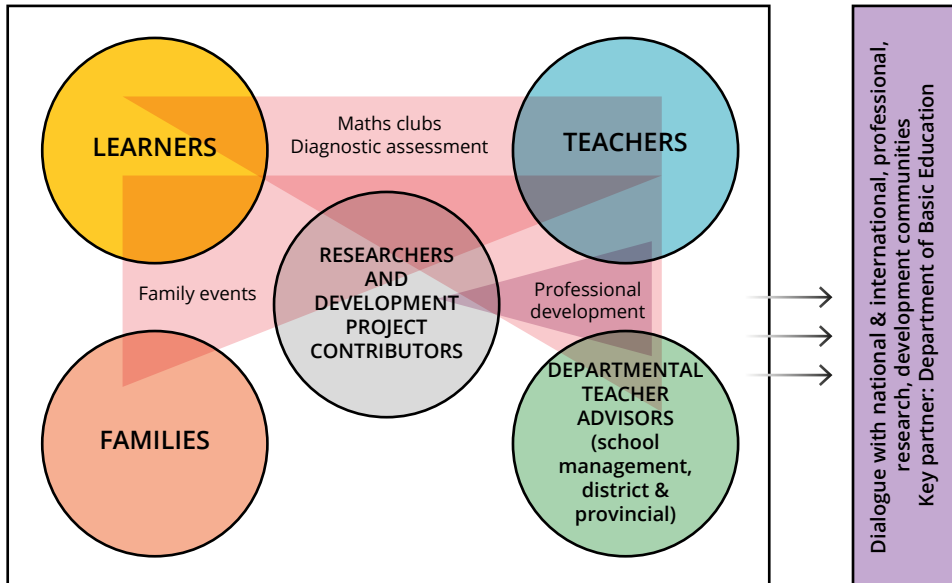 LEARNERS
Maths clubs
Diagnostic assessment
TEACHERS
RESEARCHERS
AND
DEVELOPMENT
PROJECT
CONTRIBUTORS
Family events
Professional
development
FAMILIES
DEPARTMENTAL
TEACHER
ADVISORS
(school
management,
district &
provincial)
Dialogue with national & international, professional,
research, development communities
Key partner: Department of Basic Education